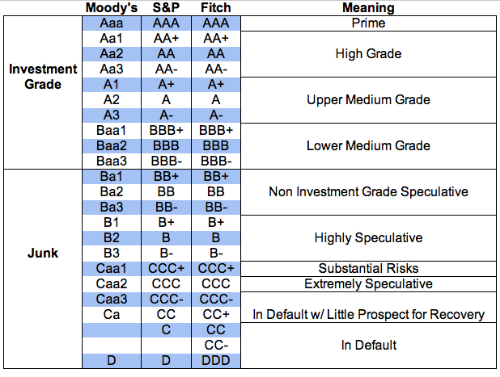 Moody's S&P Fitch Meaning
Aaa AAA AAA Prime
Aa1 AA+ AA+
Aa2 AA AA High Grade
Investment Aa3 AA- AA-
Grade A1 A+ A+
A2 A A Upper Medium Grade
A3 A- A-
Baa1 BBB+ BBB+
Baa2 BBB BBB Lower Medium Grade
Baa3 BBB- BBB-
Ba1 BB+ BB+
Ba2 BB BB Non Investment Grade Speculative
Ba3 BB- BB-
B1 B+ B+
B2 B B Highly Speculative
Junk B3 B- B-
Caa1 CCC+ CCC+ Substantial Risks
Caa2 CCC CCC Extremely Speculative
Caa3 CCC- CCC-
Ca CC CC+ In Default w/ Little Prospect for Recovery
C CC
CC- In Default
D D DDD